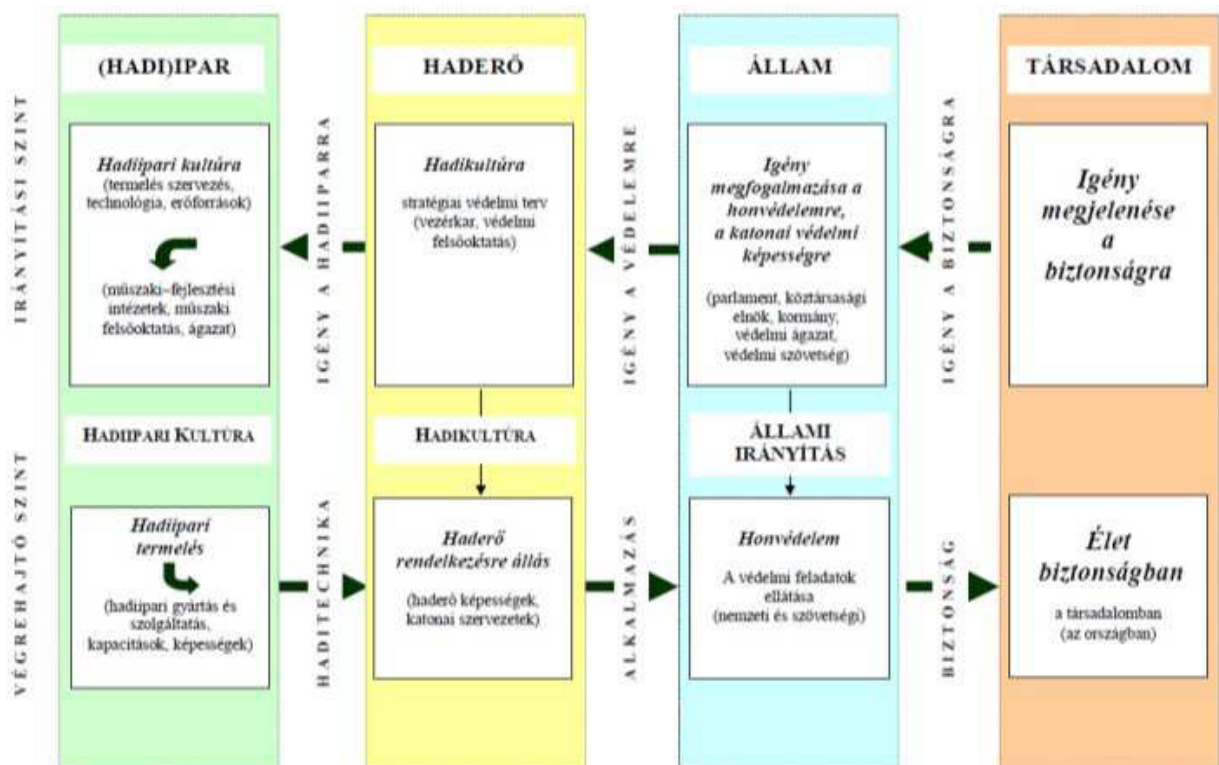 (HADI)IPAR
HADERŐ
ÁLLAM
TÁRSADALOM
IRÁNYÍTÁSI SZINT
Hadiipari kultúra
(termelés szervezés,
technológia, erőforrások)
(műszaki–fejlesztési
intézetek, műszaki
felsőoktatás, ágazat)
IGÉNY A HADIIPARRA
Hadikultúra
stratégiai védelmi terv
(vezérkar, védelmi
felsőoktatás)
IGÉNY A VÉDELEMRE
Igény
megfogalmazása a
honvédelemre,
a katonai védelmi
képességre
(parlament, köztársasági
elnök, kormány,
védelmi ágazat,
védelmi szövetség)
IGÉNY A BIZTONSÁGRA
Igény
megjelenése
a
biztonságra
HADIIPARI KULTÚRA
HADIKULTÚRA
ÁLLAMI
IRÁNYÍTÁS
VÉGREHAJTÓ SZINT
Hadiipari
termelés
(hadiipari gyártás és
szolgáltatás,
kapacitások, képességek)
HADITECHNIKA
Haderő
rendelkezésre állás
(haderő képességek,
katonai szervezetek)
ALKALMAZÁS
Honvédelem
A védelmi feladatok
ellátása
(nemzeti és szövetségi)
BIZTONSÁG
Élet
biztonságban
a társadalomban
(az országban)